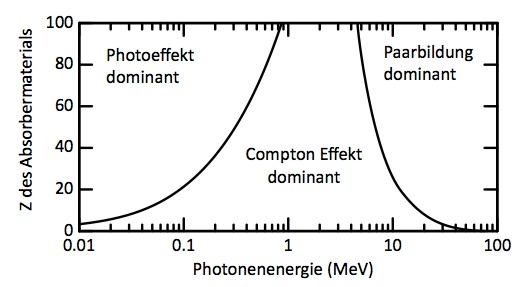 Z des Absorbermaterials
100
80
60
40
20
0
Photoeffekt
dominant
Paarbildung
dominant
Compton Effekt
dominant
0.01
0.1
1
10
100
Photonenenergie (MeV)